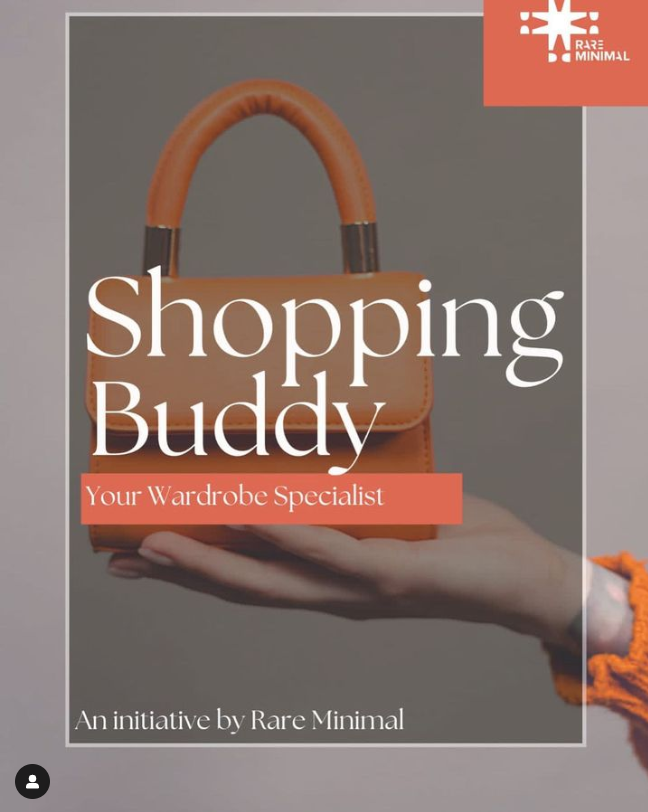 RARE
MINIMAL
Shopping
Buddy
Your Wardrobe Specialist
An initiative by Rare Minimal